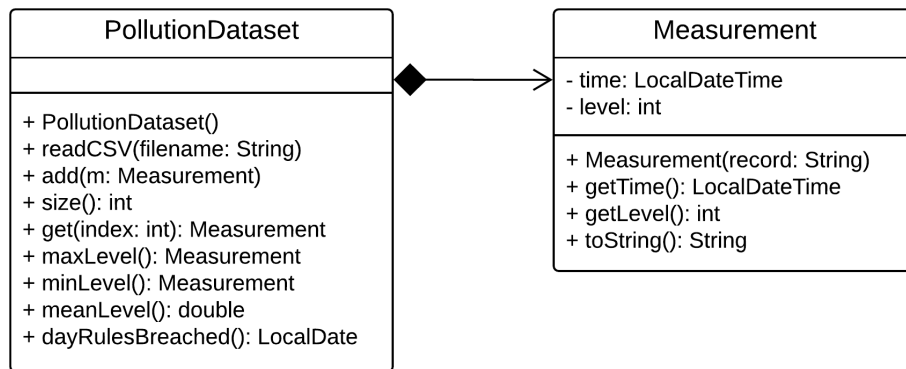 PollutionDataset
+ PollutionDataset()
+ readCSV(filename: String)
+ add(m: Measurement)
+ size(): int
+ get(index: int): Measurement
+ maxLevel(): Measurement
+ minLevel(): Measurement
+ meanLevel(): double
+ dayRulesBreached(): LocalDate
Measurement
- time: LocalDateTime
- level: int
+ Measurement(record: String)
+ getTime(): LocalDateTime
+ getLevel(): int
+ toString(): String